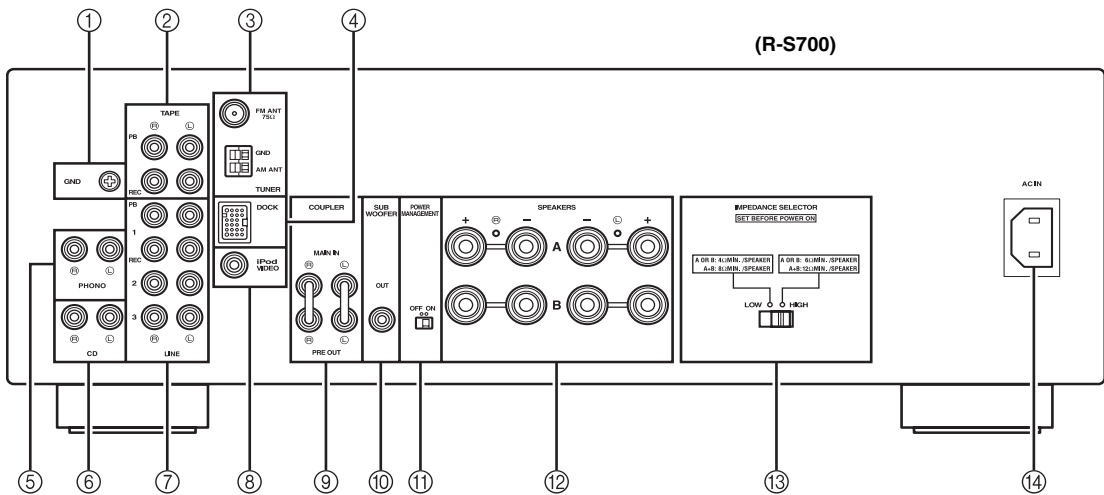 ① ② ③ ④
(R-S700)
TAPE
Ⓡ Ⓛ
PB
REC
GND
FM ANT
75Ω
GND
AM ANT
TUNER
DOCK
iPod
VIDEO
PB
1
REC
2
3
Ⓡ Ⓛ
LINE
Ⓡ Ⓛ
PHONO
Ⓡ Ⓛ
CD
COUPLER
MAIN IN
Ⓡ Ⓛ
Ⓡ Ⓛ
PRE OUT
SUB
WOOFER
OUT
POWER
MANAGEMENT
OFF ON
SPEAKERS
+ Ⓡ − − Ⓛ +
A
B
IMPEDANCE SELECTOR
SET BEFORE POWER ON
A OR B: 4ΩMIN. /SPEAKER
A+B: 8ΩMIN. /SPEAKER
A OR B: 6ΩMIN. /SPEAKER
A+B:12ΩMIN. /SPEAKER
LOW HIGH
AC IN
⑤ ⑥ ⑦ ⑧ ⑨ ⑩ ⑪ ⑫ ⑬ ⑭